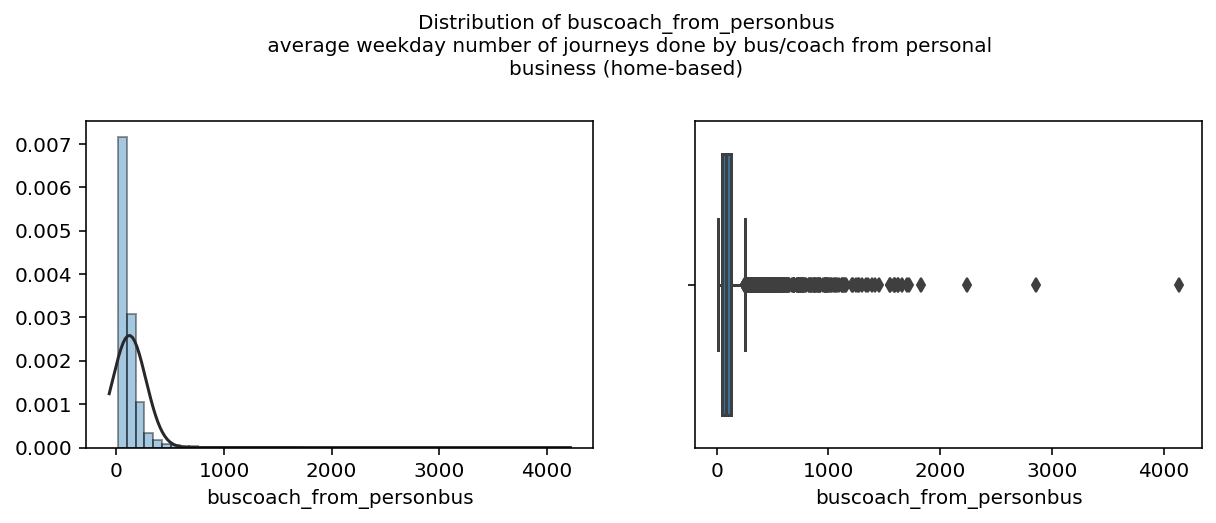 Distribution of buscoach_from_personbus
average weekday number of journeys done by bus/coach from personal
business (home-based)
0.007
0.006
0.005
0.004
0.003
0.002
0.001
0.000
0 1000 2000 3000 4000
buscoach_from_personbus
0 1000 2000 3000 4000
buscoach_from_personbus